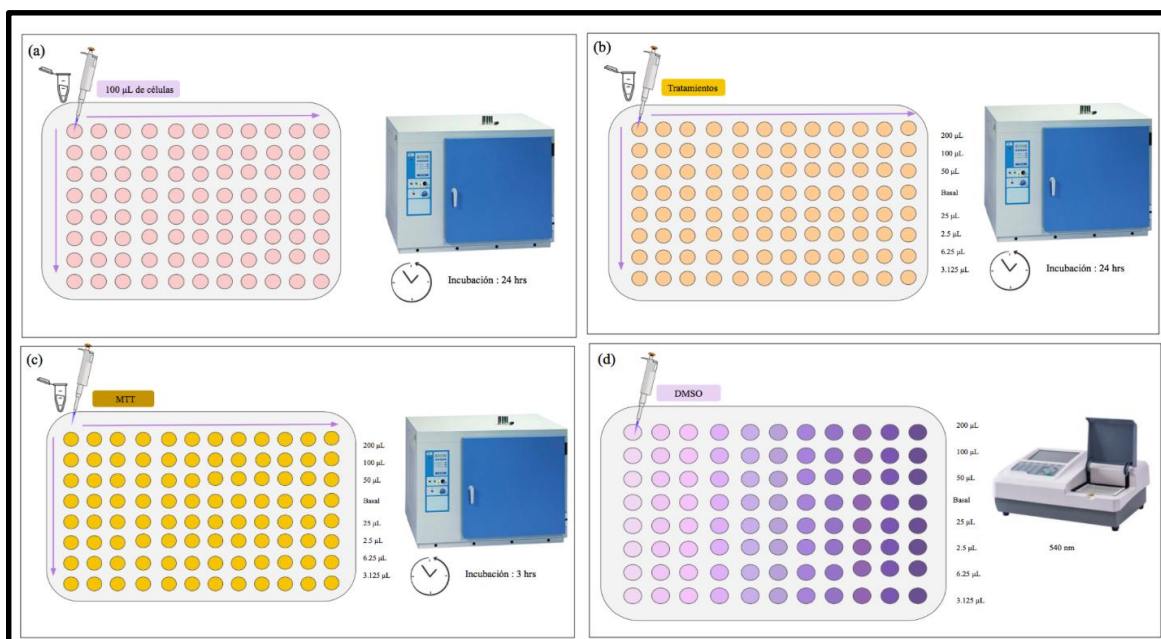 (a)
100 µL de células
Incubación : 24 hrs
(b)
Tratamientos
200 µL
100 µL
50 µL
Basal
25 µL
2.5 µL
6.25 µL
3.125 µL
Incubación : 24 hrs
(c)
MTT
200 µL
100 µL
50 µL
Basal
25 µL
2.5 µL
6.25 µL
3.125 µL
Incubación : 3 hrs
(d)
DMSO
200 µL
100 µL
50 µL
Basal
25 µL
2.5 µL
6.25 µL
3.125 µL
540 nm